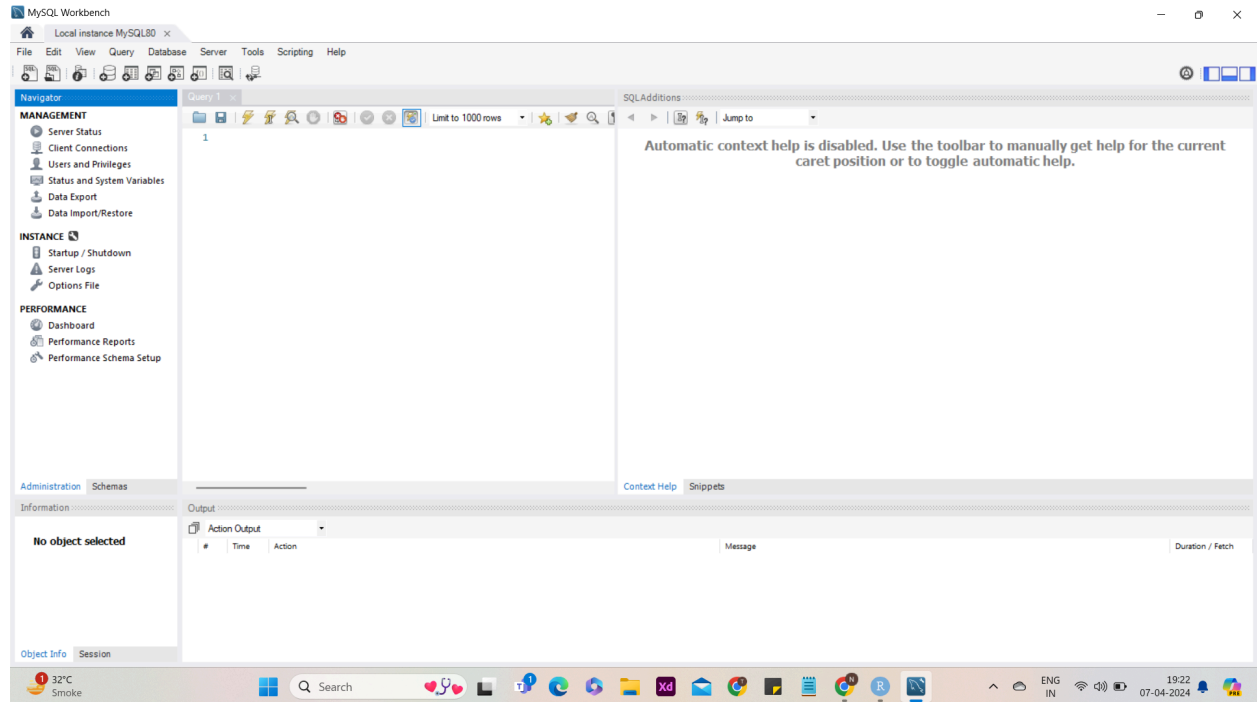 MySQL Workbench
Local instance MySQL80
File Edit View Query Database Server Tools Scripting Help
Navigator
MANAGEMENT
Server Status
Client Connections
Users and Privileges
Status and System Variables
Data Export
Data Import/Restore
INSTANCE
Startup / Shutdown
Server Logs
Options File
PERFORMANCE
Dashboard
Performance Reports
Performance Schema Setup
Administration Schemas
Query 1
Limit to 1000 rows
1
SQLAdditions
Jump to
Automatic context help is disabled. Use the toolbar to manually get help for the current
caret position or to toggle automatic help.
Context Help Snippets
Information
No object selected
Object Info Session
Output
Action Output
# Time Action Message Duration / Fetch
1
32°C
Smoke
Search
1
Xd
N
R
ENG
IN
19:22
07-04-2024
PRE